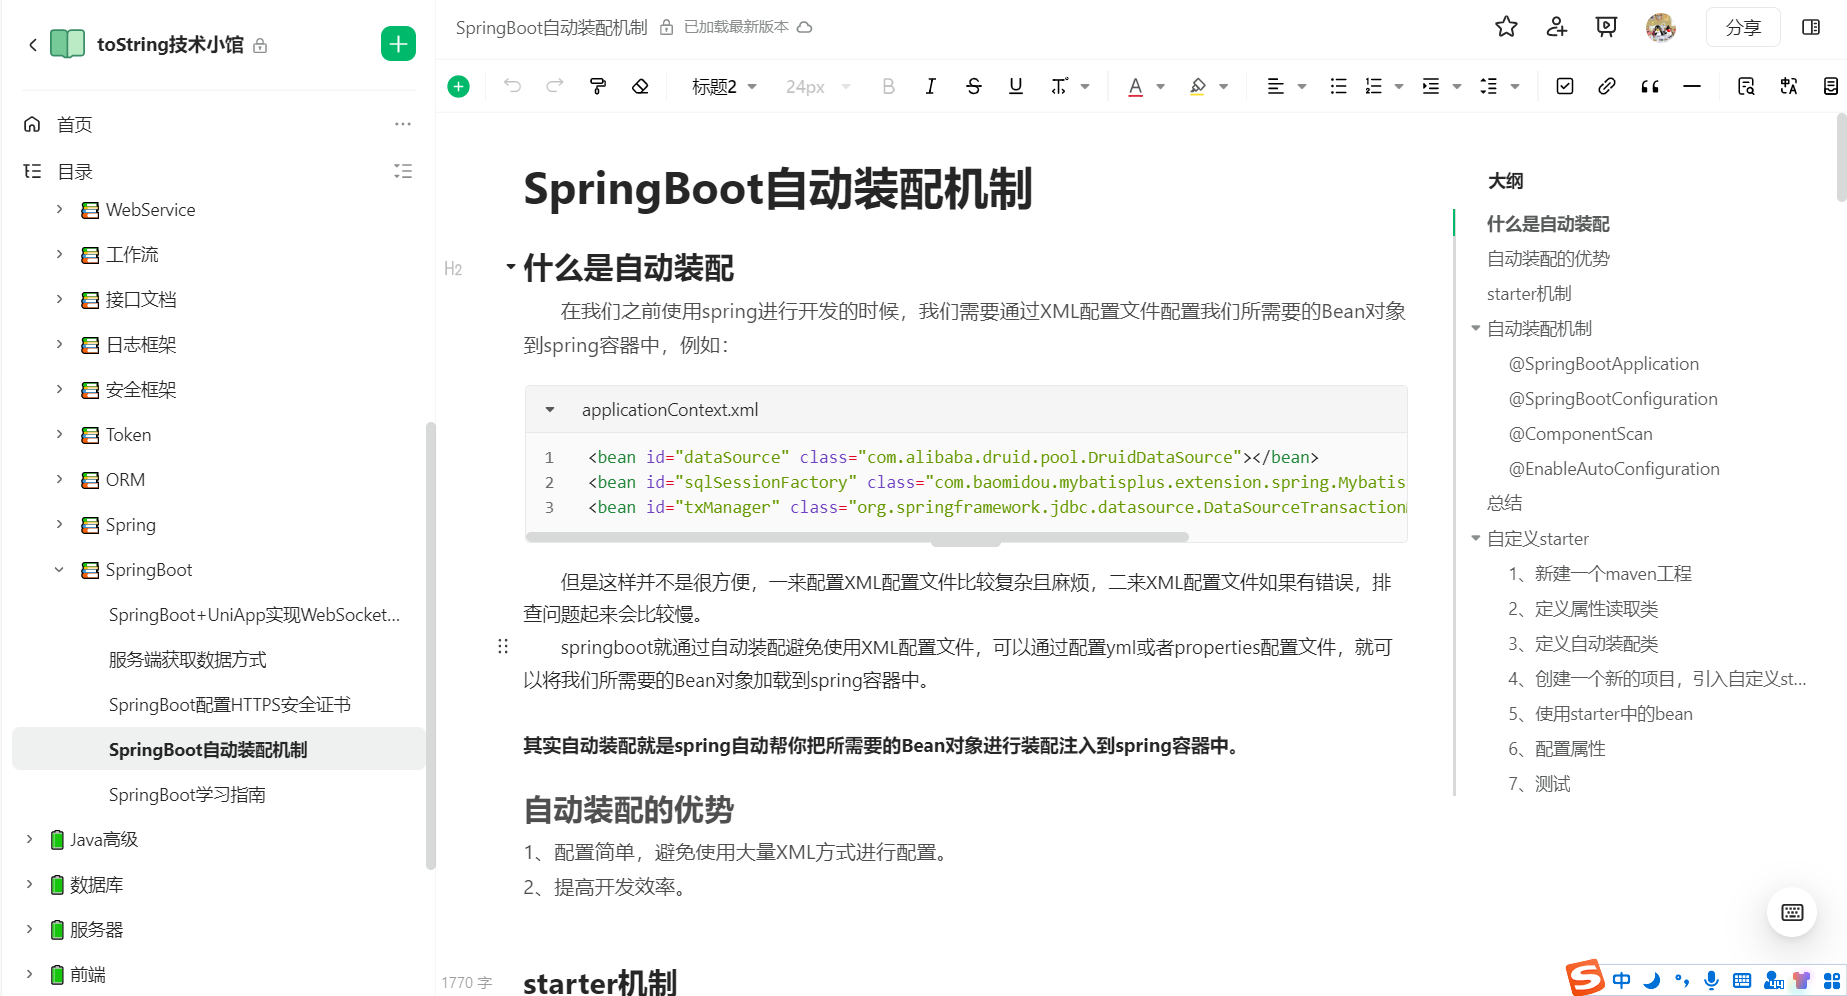 toString技术小馆
首页
目录
WebService
工作流
接口文档
日志框架
安全框架
Token
ORM
Spring
SpringBoot
SpringBoot+UniApp实现WebSocket...
服务端获取数据方式
SpringBoot配置HTTPS安全证书
SpringBoot自动装配机制
SpringBoot学习指南
Java高级
数据库
服务器
前端
SpringBoot自动装配机制 已加载最新版本
分享
标题2 24px
SpringBoot自动装配机制
H2 什么是自动装配
在我们之前使用spring进行开发的时候，我们需要通过XML配置文件配置我们所需要的Bean对象
到spring容器中，例如：
applicationContext.xml
1 <bean id="dataSource" class="com.alibaba.druid.pool.DruidDataSource"></bean>
2 <bean id="sqlSessionFactory" class="com.baomidou.mybatisplus.extension.spring.Mybatis
3 <bean id="txManager" class="org.springframework.jdbc.datasource.DataSourceTransaction
但是这样并不是很方便，一来配置XML配置文件比较复杂且麻烦，二来XML配置文件如果有错误，排
查问题起来会比较慢。
springboot就通过自动装配避免使用XML配置文件，可以通过配置yml或者properties配置文件，就可
以将我们所需要的Bean对象加载到spring容器中。
其实自动装配就是spring自动帮你把所需要的Bean对象进行装配注入到spring容器中。
自动装配的优势
1、配置简单，避免使用大量XML方式进行配置。
2、提高开发效率。
starter机制
1770 字
大纲
什么是自动装配
自动装配的优势
starter机制
自动装配机制
@SpringBootApplication
@SpringBootConfiguration
@ComponentScan
@EnableAutoConfiguration
总结
自定义starter
1、新建一个maven工程
2、定义属性读取类
3、定义自动装配类
4、创建一个新的项目，引入自定义st...
5、使用starter中的bean
6、配置属性
7、测试
中